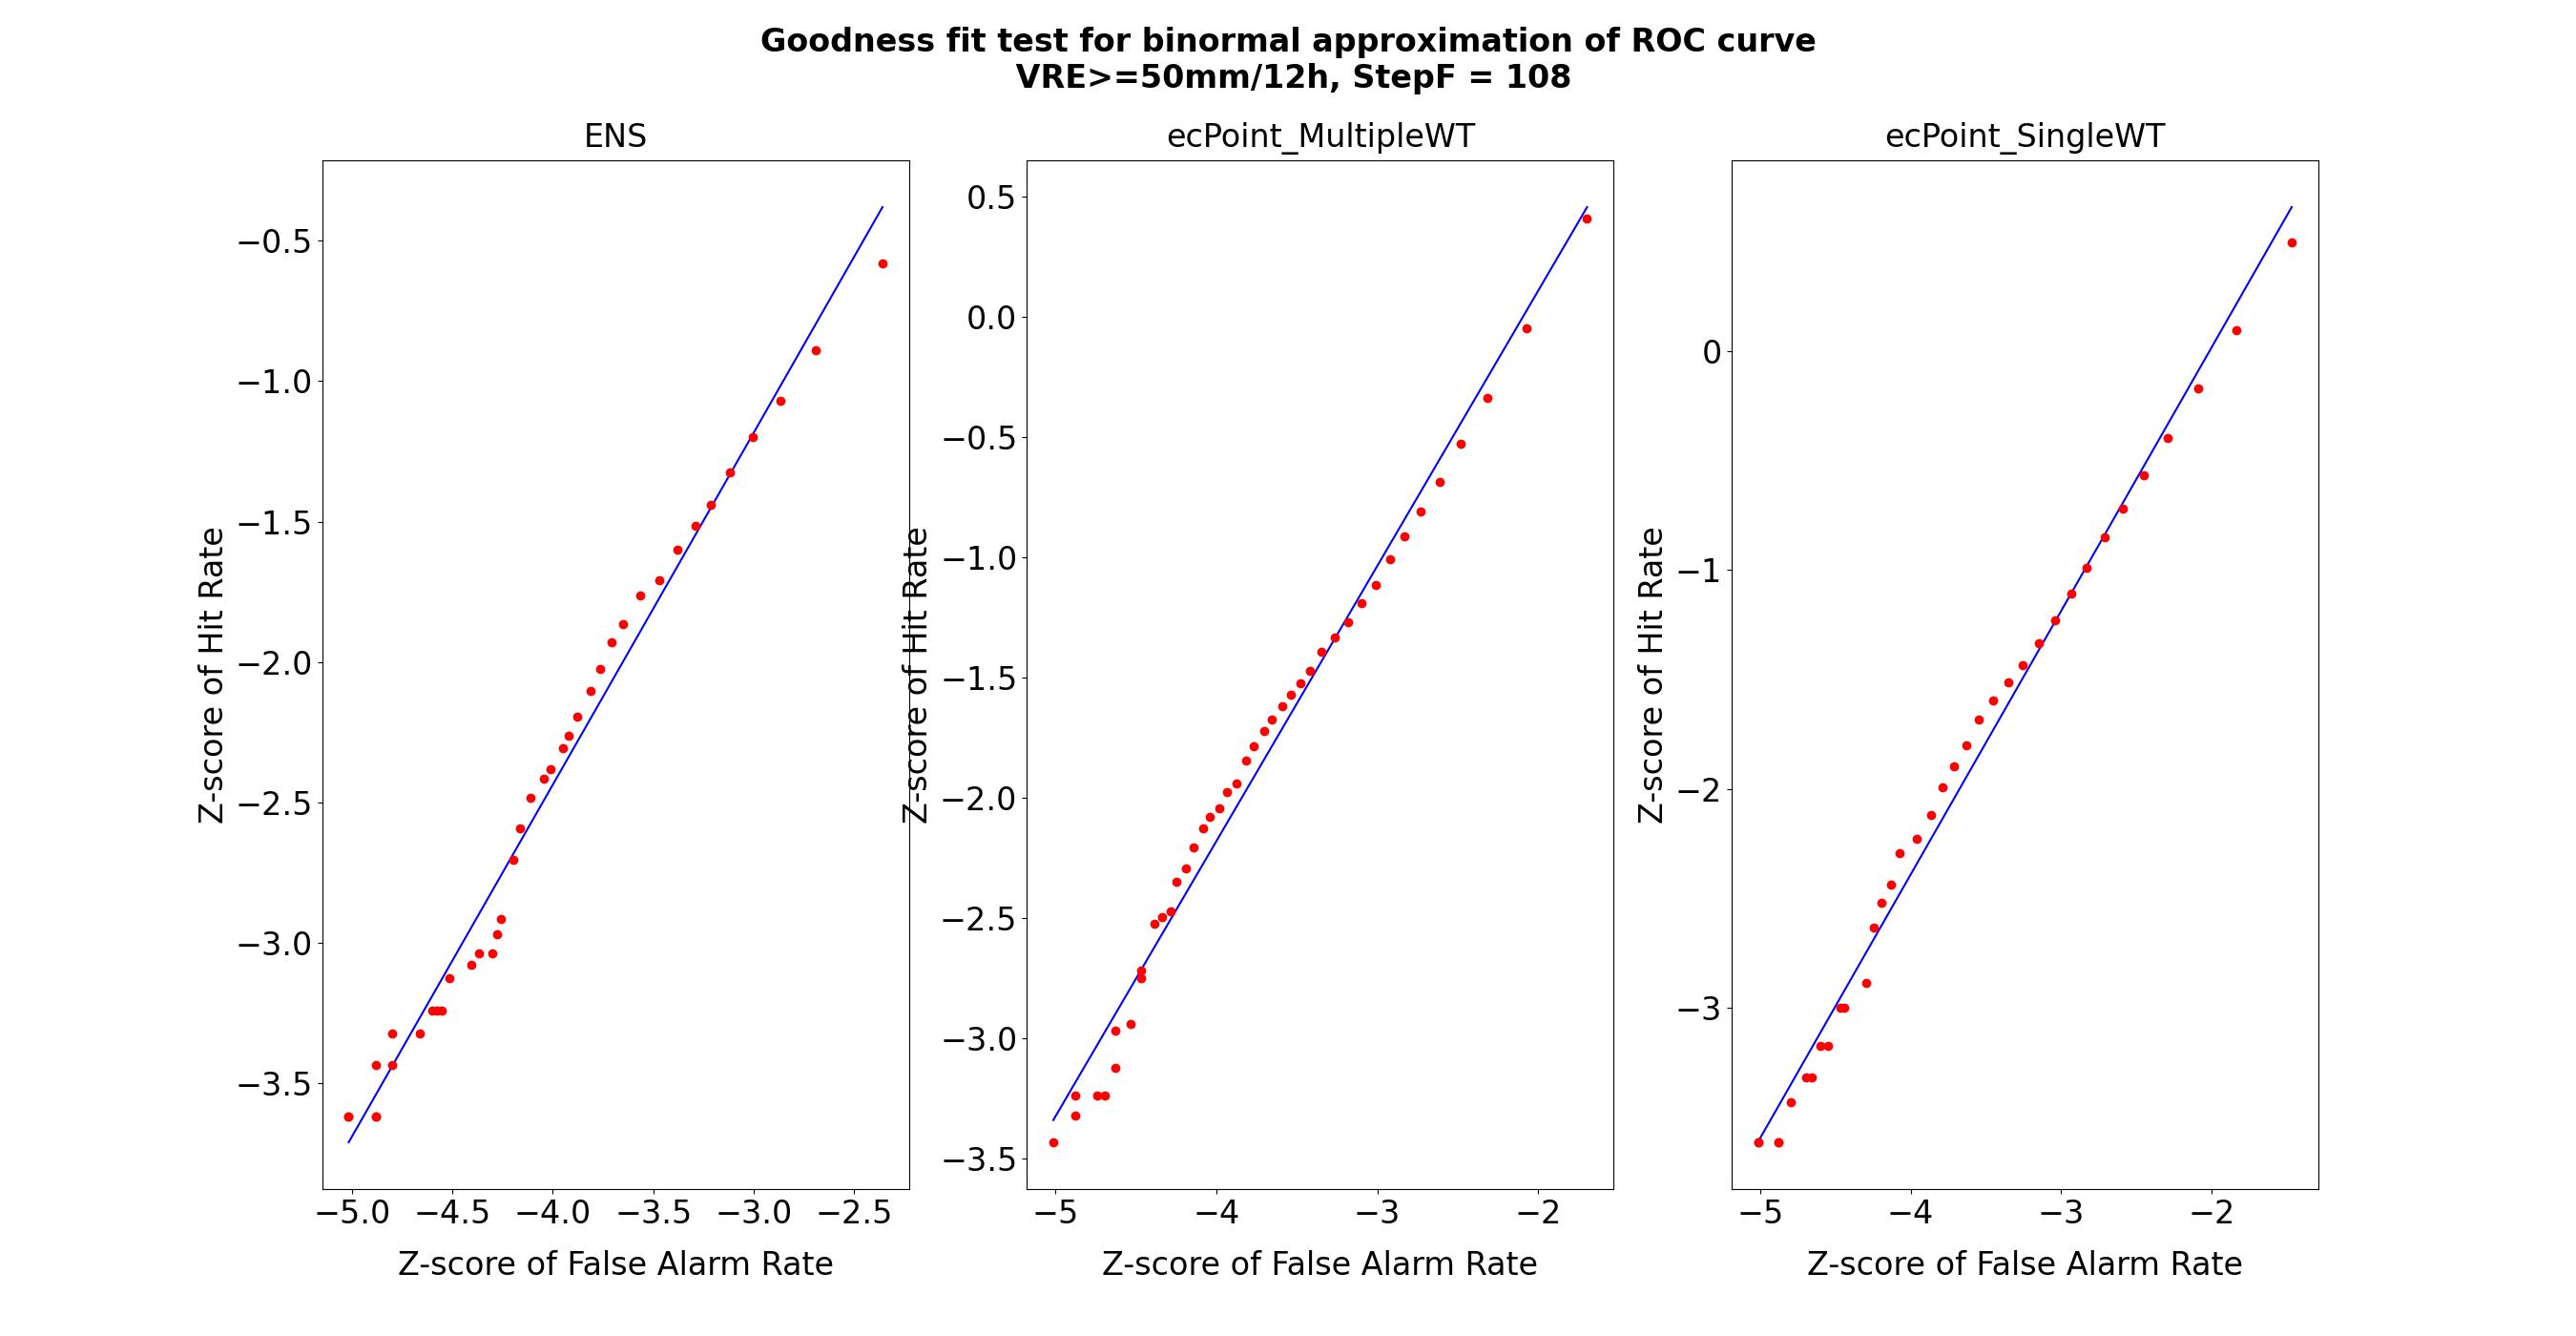 Goodness fit test for binormal approximation of ROC curve
VRE>=50mm/12h, StepF = 108
ENS
−0.5
−1.0
−1.5
−2.0
−2.5
−3.0
−3.5
Z-score of Hit Rate
−5.0 −4.5 −4.0 −3.5 −3.0 −2.5
Z-score of False Alarm Rate
ecPoint_MultipleWT
0.5
0.0
−0.5
−1.0
−1.5
−2.0
−2.5
−3.0
−3.5
Z-score of Hit Rate
−5 −4 −3 −2
Z-score of False Alarm Rate
ecPoint_SingleWT
0
−1
−2
−3
Z-score of Hit Rate
−5 −4 −3 −2
Z-score of False Alarm Rate